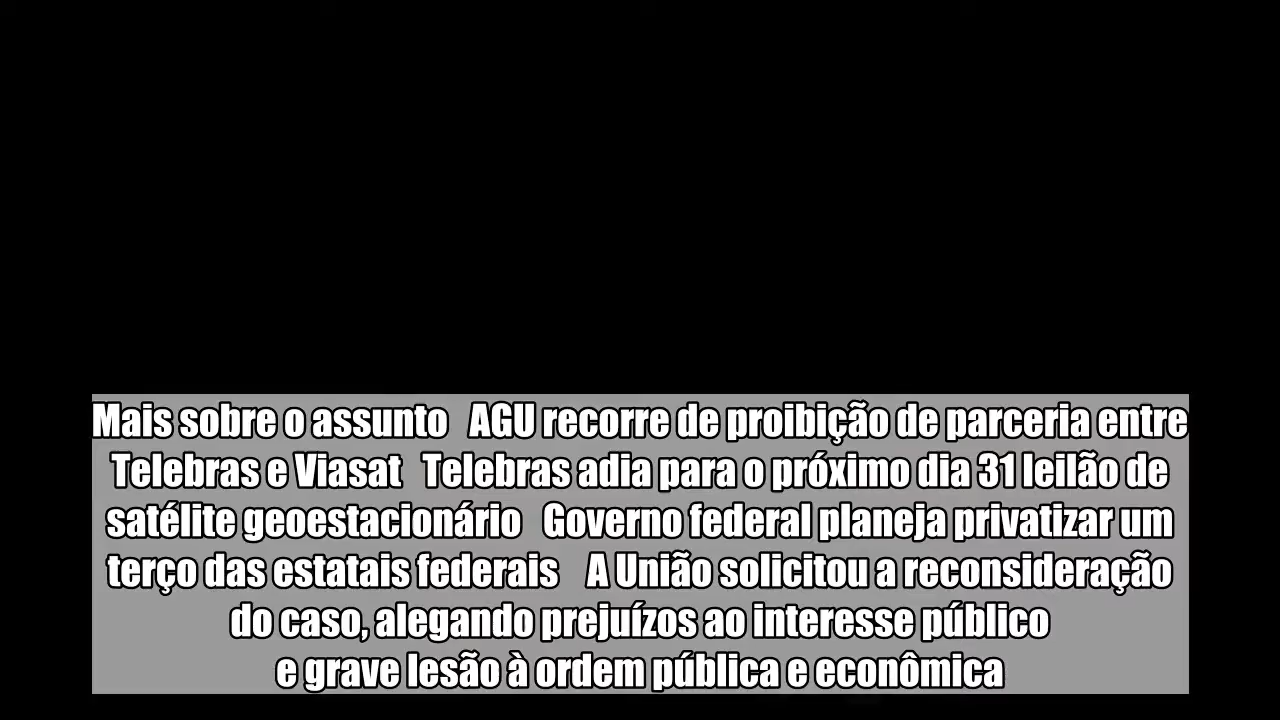 Mais sobre o assunto   AGU recorre de proibição de parceria entre
Telebras e Viasat   Telebras adia para o próximo dia 31 leilão de
satélite geoestacionário   Governo federal planeja privatizar um
terço das estatais federais    A União solicitou a reconsideração
do caso, alegando prejuízos ao interesse público
e grave lesão à ordem pública e econômica